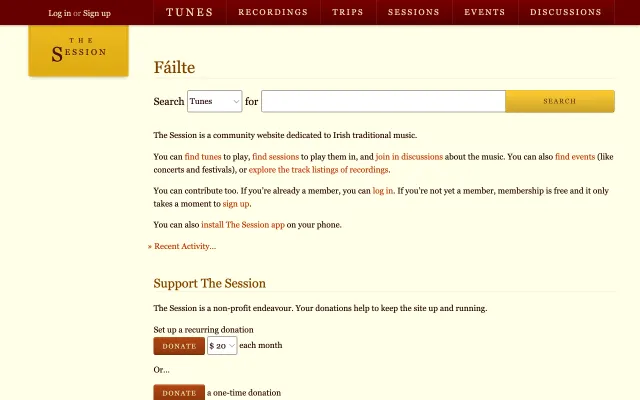 Log in or Sign up
TUNES
RECORDINGS
TRIPS
SESSIONS
EVENTS
DISCUSSIONS
THE
SESSION
Fáilte
Search Tunes for SEARCH
The Session is a community website dedicated to Irish traditional music.
You can find tunes to play, find sessions to play them in, and join in discussions about the music. You can also find events (like
concerts and festivals), or explore the track listings of recordings.
You can contribute too. If you're already a member, you can log in. If you're not yet a member, membership is free and it only
takes a moment to sign up.
You can also install The Session app on your phone.
» Recent Activity...
Support The Session
The Session is a non-profit endeavour. Your donations help to keep the site up and running.
Set up a recurring donation
DONATE $ 20 each month
Or...
DONATE a one-time donation